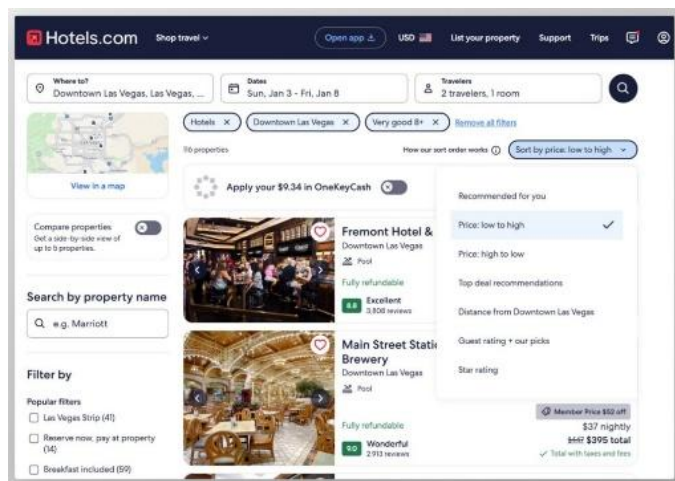 Hotels.com
Shop travel
Open app
USD
List your property
Support
Trips
Where to?
Downtown Las Vegas, Las Vegas, ...
Dates
Sun, Jan 3 - Fri, Jan 8
Travelers
2 travelers, 1 room
View in a map
Hotels X
Downtown Las Vegas X
Very good 8+ X
Remove all filters
116 properties
How our sort order works
Sort by price: low to high
Apply your $9.34 in OneKeyCash
Recommended for you
Price: low to high
Price: high to low
Top deal recommendations
Distance from Downtown Las Vegas
Guest rating + our picks
Star rating
Compare properties
Get a side-by-side view of
up to 5 properties.
Search by property name
e.g. Marriott
Filter by
Popular filters
Las Vegas Strip (41)
Reserve now, pay at property
(14)
Breakfast included (59)
Fremont Hotel &
Downtown Las Vegas
Pool
Fully refundable
8.8
Excellent
3,808 reviews
Main Street Static
Brewery
Downtown Las Vegas
Pool
Fully refundable
9.0
Wonderful
2,913 reviews
Member Price $52 off
$37 nightly
$395 total
Total with taxes and fees